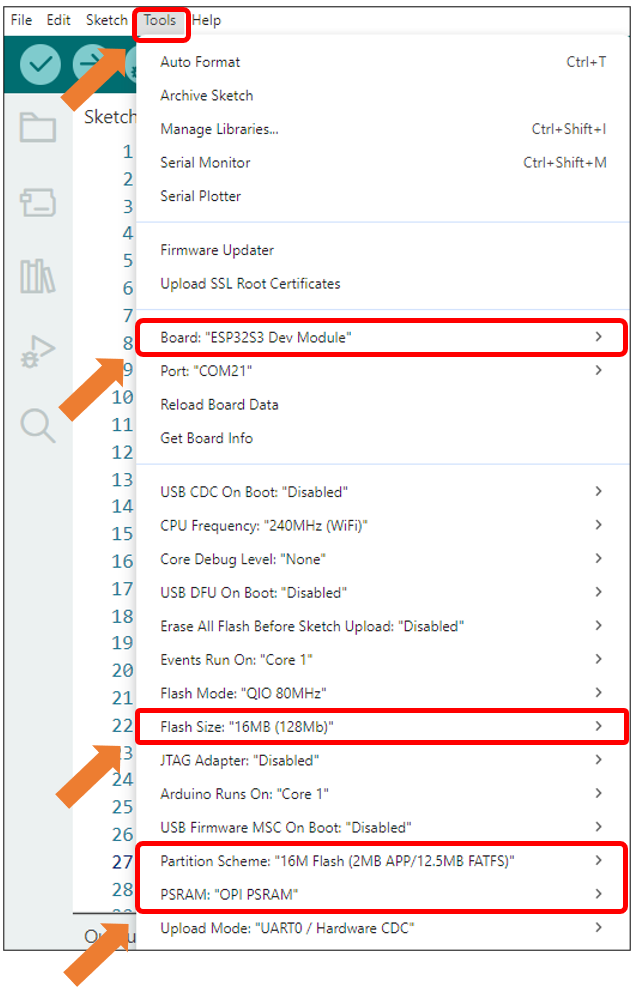 File Edit Sketch Tools Help
Auto Format Ctrl+T
Archive Sketch
Manage Libraries... Ctrl+Shift+I
Serial Monitor Ctrl+Shift+M
Serial Plotter
Firmware Updater
Upload SSL Root Certificates
Board: "ESP32S3 Dev Module"
Port: "COM21"
Reload Board Data
Get Board Info
USB CDC On Boot: "Disabled"
CPU Frequency: "240MHz (WiFi)"
Core Debug Level: "None"
USB DFU On Boot: "Disabled"
Erase All Flash Before Sketch Upload: "Disabled"
Events Run On: "Core 1"
Flash Mode: "QIO 80MHz"
Flash Size: "16MB (128Mb)"
JTAG Adapter: "Disabled"
Arduino Runs On: "Core 1"
USB Firmware MSC On Boot: "Disabled"
Partition Scheme: "16M Flash (2MB APP/12.5MB FATFS)"
PSRAM: "OPI PSRAM"
Upload Mode: "UART0 / Hardware CDC"
Sketch
1
2
3
4
5
6
7
8
9
10
11
12
13
14
15
16
17
18
19
20
21
22
24
25
26
27
28